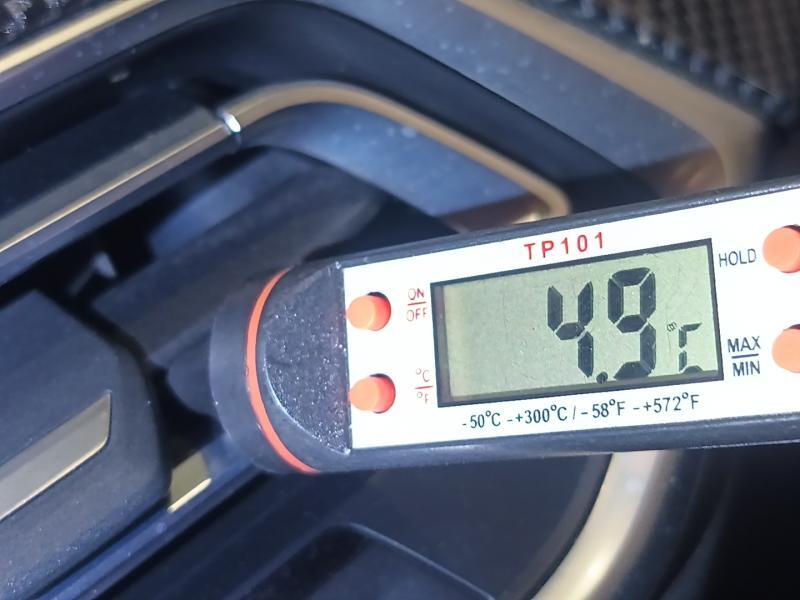 TP101
ON
OFF
4.9°C
HOLD
MAX
MIN
°C
°F
-50°C -+300°C / -58°F -+572°F